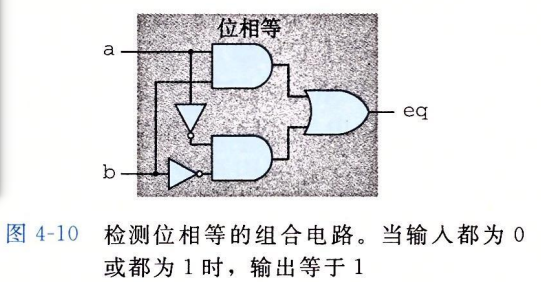 位相等
a
eq
b
图 4-10 检测位相等的组合电路。当输入都为 0
或都为 1 时，输出等于 1